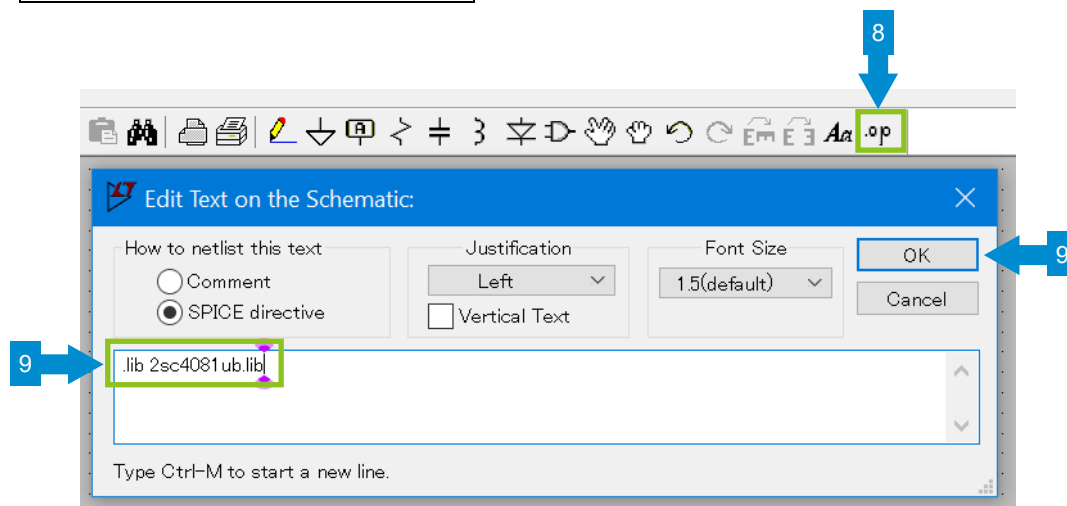 8
A
E
E
Aa
.op
Edit Text on the Schematic:
How to netlist this text
Comment
SPICE directive
Justification
Left
Vertical Text
Font Size
1.5(default)
OK
Cancel
9
9
.lib 2sc4081ub.lib
Type Ctrl-M to start a new line.